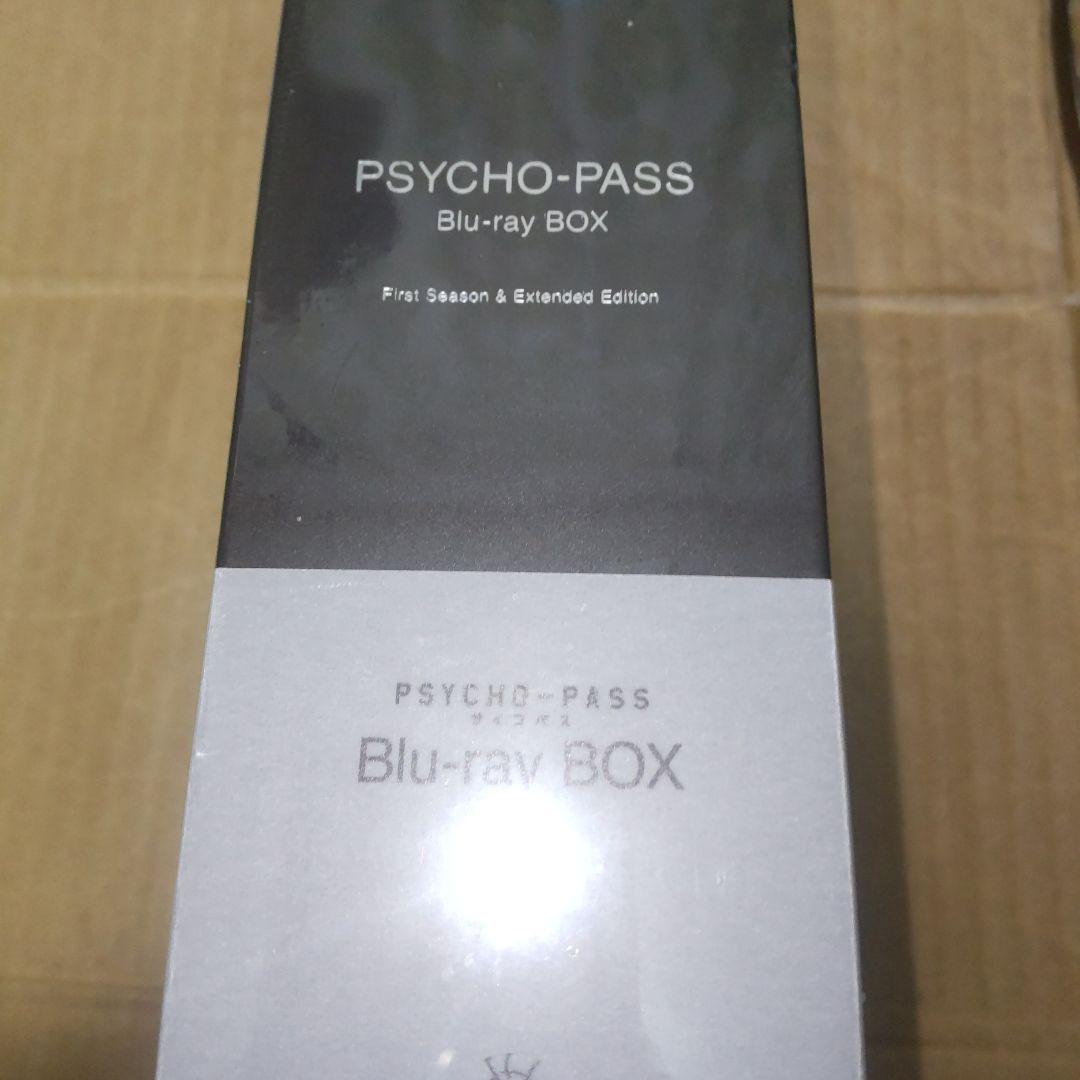 PSYCHO-PASS
Blu-ray BOX
First Season & Extended Edition
PSYCHO-PASS
サイコパス
Blu-ray BOX